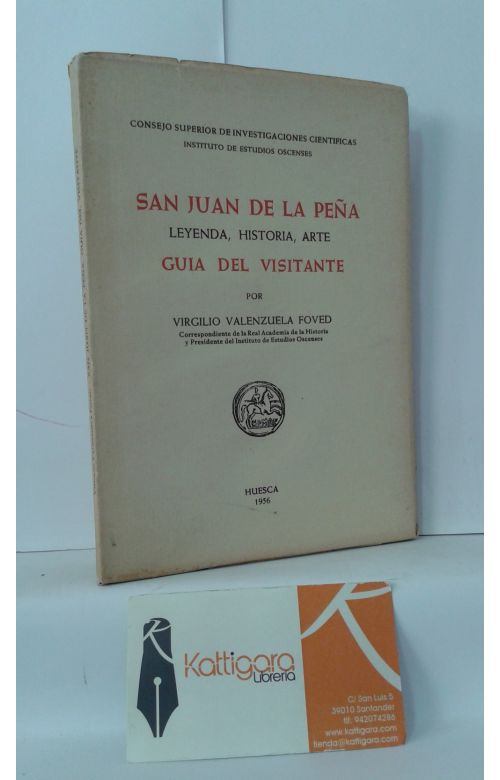 CONSEJO SUPERIOR DE INVESTIGACIONES CIENTIFICAS
INSTITUTO DE ESTUDIOS OSCENSES
SAN JUAN DE LA PEÑA
LEYENDA, HISTORIA, ARTE
GUIA DEL VISITANTE
POR
VIRGILIO VALENZUELA FOVED
Correspondiente de la Real Academia de la Historia
y Presidente del Instituto de Estudios Oscenses
HUESCA
1956
Kattigara
Librería
C/ San Luis 5
39010 Santander
tlf: 942074286
www.kattigara.com
tienda@kattigara.com